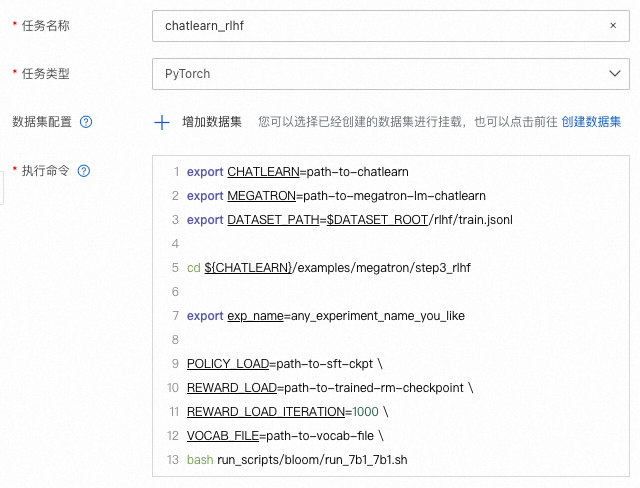 * 任务名称 chatlearn_rlhf ×
* 任务类型 PyTorch
数据集配置 ? + 增加数据集 您可以选择已经创建的数据集进行挂载，也可以点击前往 创建数据集
* 执行命令 ?
1 export CHATLEARN=path-to-chatlearn
2 export MEGATRON=path-to-megatron-lm-chatlearn
3 export DATASET_PATH=$DATASET_ROOT/rlhf/train.jsonl
4
5 cd ${CHATLEARN}/examples/megatron/step3_rlhf
6
7 export exp_name=any_experiment_name_you_like
8
9 POLICY_LOAD=path-to-sft-ckpt \
10 REWARD_LOAD=path-to-trained-rm-checkpoint \
11 REWARD_LOAD_ITERATION=1000 \
12 VOCAB_FILE=path-to-vocab-file \
13 bash run_scripts/bloom/run_7b1_7b1.sh